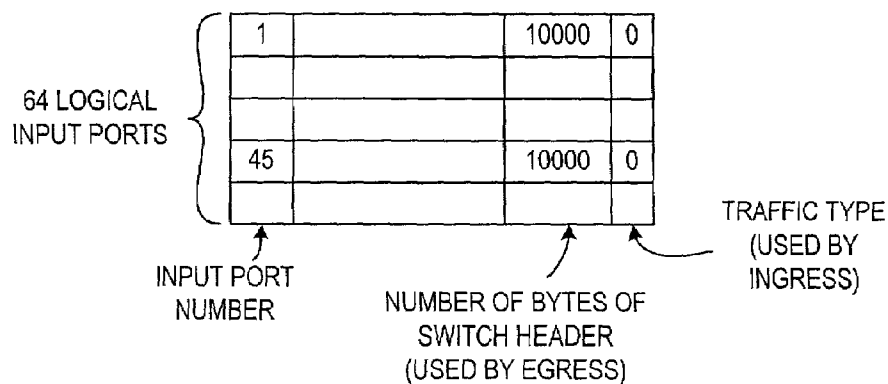 1 10000 0
64 LOGICAL
INPUT PORTS
45 10000 0
INPUT PORT
NUMBER
NUMBER OF BYTES OF
SWITCH HEADER
(USED BY EGRESS)
TRAFFIC TYPE
(USED BY
INGRESS)